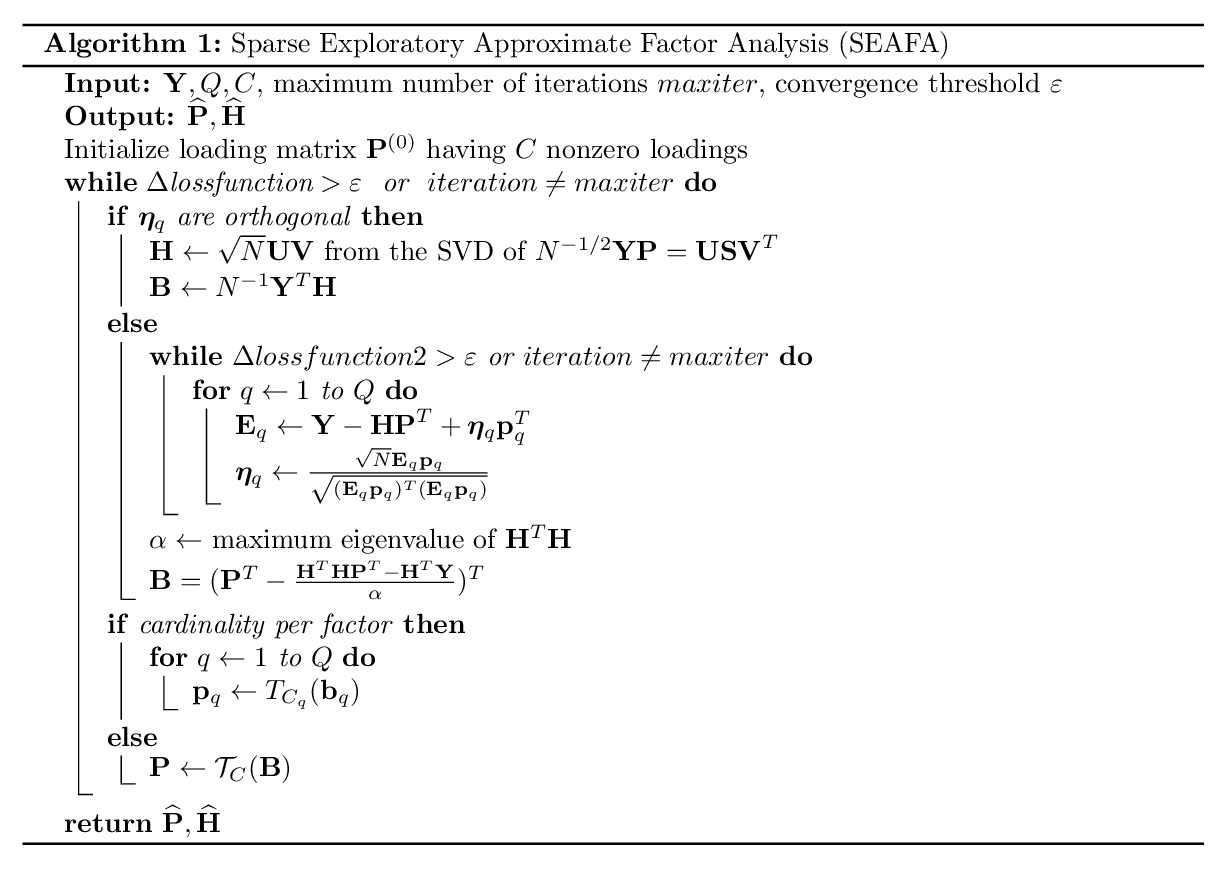 Algorithm 1: Sparse Exploratory Approximate Factor Analysis (SEAFA)
Input: Y, Q, C, maximum number of iterations maxiter, convergence threshold ε
Output: P̂, Ĥ
Initialize loading matrix P^(0) having C nonzero loadings
while Δlossfunction > ε or iteration ≠ maxiter do
if η_q are orthogonal then
H ← √N UV from the SVD of N^{−1/2}YP = USV^T
B ← N^{−1}Y^T H
else
while Δlossfunction2 > ε or iteration ≠ maxiter do
for q ← 1 to Q do
E_q ← Y − HP^T + η_q p_q^T
η_q ← √N E_q p_q / √((E_q p_q)^T (E_q p_q))
α ← maximum eigenvalue of H^T H
B = (P^T − (H^T HP^T − H^T Y) / α)^T
if cardinality per factor then
for q ← 1 to Q do
p_q ← T_{C_q}(b_q)
else
P ← 𝒯_C(B)
return P̂, Ĥ